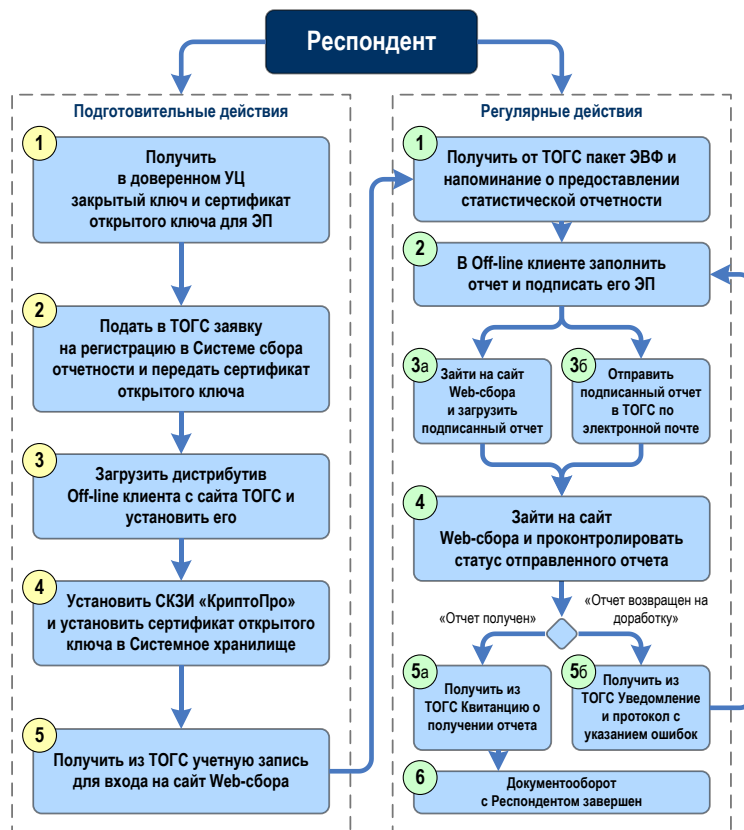 Респондент
Подготовительные действия
1
Получить
в доверенном УЦ
закрытый ключ и сертификат
открытого ключа для ЭП
2
Подать в ТОГС заявку
на регистрацию в Системе сбора
отчетности и передать сертификат
открытого ключа
3
Загрузить дистрибутив
Off-line клиента с сайта ТОГС и
установить его
4
Установить СКЗИ «КриптоПро»
и установить сертификат открытого
ключа в Системное хранилище
5
Получить из ТОГС учетную запись
для входа на сайт Web-сбора
Регулярные действия
1
Получить от ТОГС пакет ЭВФ и
напоминание о предоставлении
статистической отчетности
2
В Off-line клиенте заполнить
отчет и подписать его ЭП
3а
Зайти на сайт
Web-сбора
и загрузить
подписанный отчет
3б
Отправить
подписанный отчет
в ТОГС по
электронной почте
4
Зайти на сайт
Web-сбора и проконтролировать
статус отправленного отчета
«Отчет получен»
«Отчет возвращен на
доработку»
5а
Получить из
ТОГС Квитанцию о
получении отчета
5б
Получить из
ТОГС Уведомление
и протокол с
указанием ошибок
6
Документооборот
с Респондентом завершен